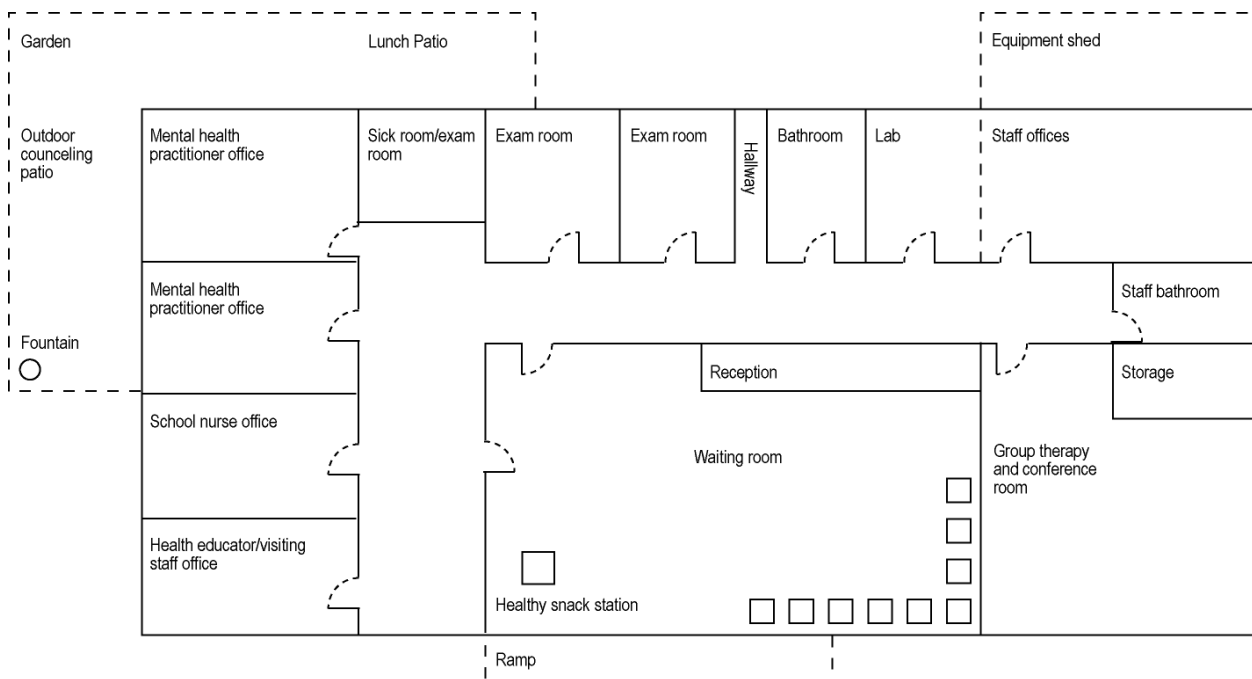 Garden
Lunch Patio
Equipment shed
Outdoor
counceling
patio
Mental health
practitioner office
Sick room/exam
room
Exam room
Exam room
Hallway
Bathroom
Lab
Staff offices
Mental health
practitioner office
Staff bathroom
Fountain
Reception
Storage
School nurse office
Waiting room
Group therapy
and conference
room
Health educator/visiting
staff office
Healthy snack station
Ramp